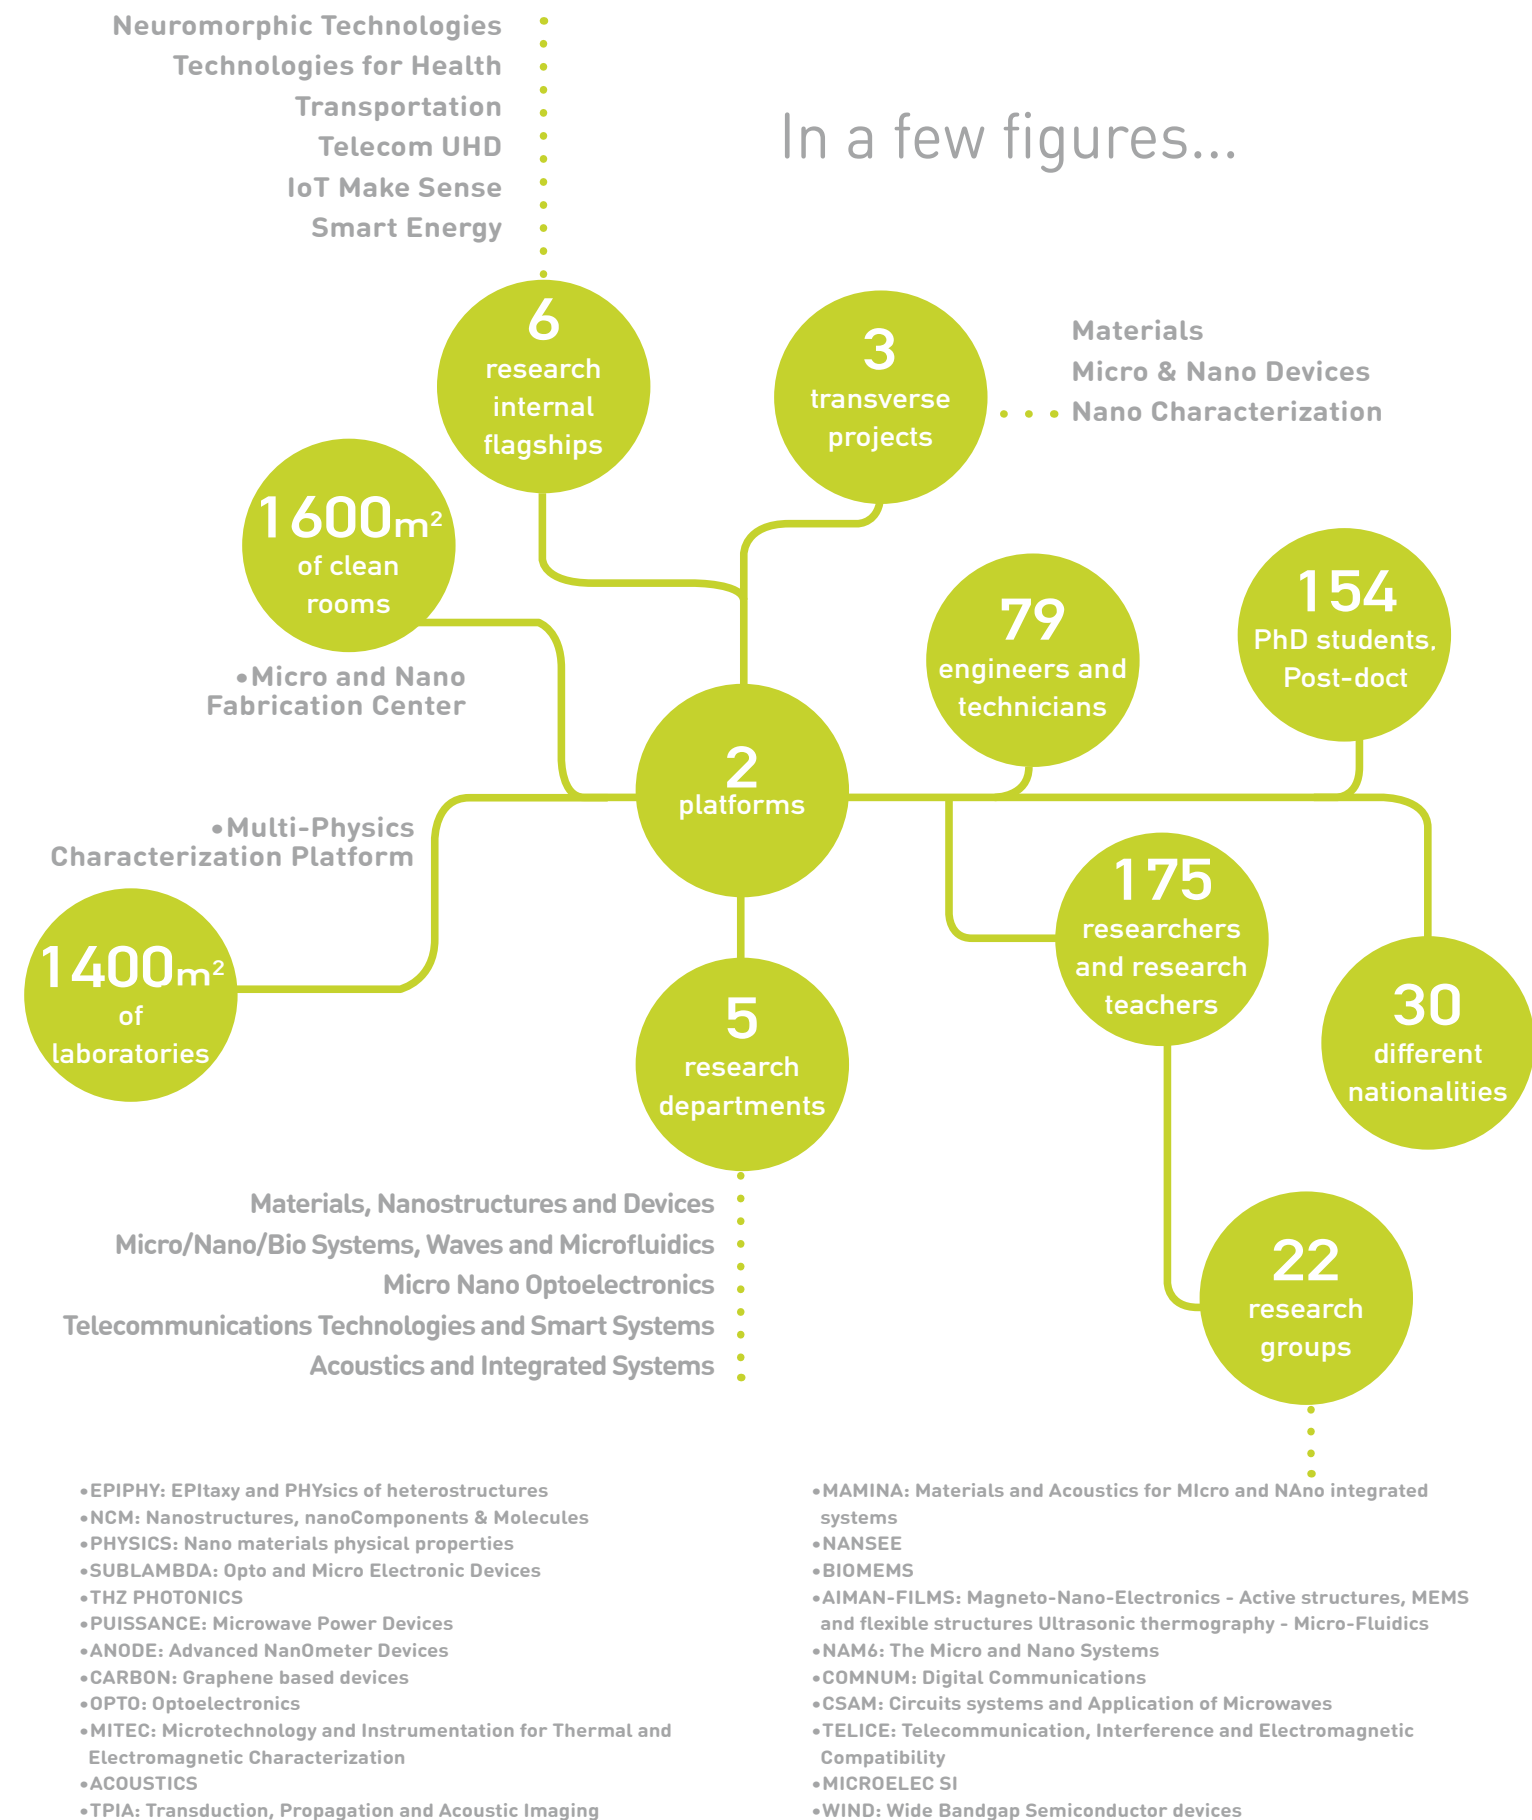 Neuromorphic Technologies
Technologies for Health
Transportation
Telecom UHD
IoT Make Sense
Smart Energy
In a few figures...
6
research
internal
flagships
3
transverse
projects
Materials
Micro & Nano Devices
Nano Characterization
1600m²
of clean
rooms
•Micro and Nano
Fabrication Center
79
engineers and
technicians
154
PhD students,
Post-doct
2
platforms
•Multi-Physics
Characterization Platform
1400m²
of
laboratories
175
researchers
and research
teachers
30
different
nationalities
5
research
departments
Materials, Nanostructures and Devices
Micro/Nano/Bio Systems, Waves and Microfluidics
Micro Nano Optoelectronics
Telecommunications Technologies and Smart Systems
Acoustics and Integrated Systems
22
research
groups
•EPIPHY: EPItaxy and PHYsics of heterostructures
•NCM: Nanostructures, nanoComponents & Molecules
•PHYSICS: Nano materials physical properties
•SUBLAMBDA: Opto and Micro Electronic Devices
•THZ PHOTONICS
•PUISSANCE: Microwave Power Devices
•ANODE: Advanced NanOmeter Devices
•CARBON: Graphene based devices
•OPTO: Optoelectronics
•MITEC: Microtechnology and Instrumentation for Thermal and
Electromagnetic Characterization
•ACOUSTICS
•TPIA: Transduction, Propagation and Acoustic Imaging
•MAMINA: Materials and Acoustics for MIcro and NAno integrated
systems
•NANSEE
•BIOMEMS
•AIMAN-FILMS: Magneto-Nano-Electronics - Active structures, MEMS
and flexible structures Ultrasonic thermography - Micro-Fluidics
•NAM6: The Micro and Nano Systems
•COMNUM: Digital Communications
•CSAM: Circuits systems and Application of Microwaves
•TELICE: Telecommunication, Interference and Electromagnetic
Compatibility
•MICROELEC SI
•WIND: Wide Bandgap Semiconductor devices